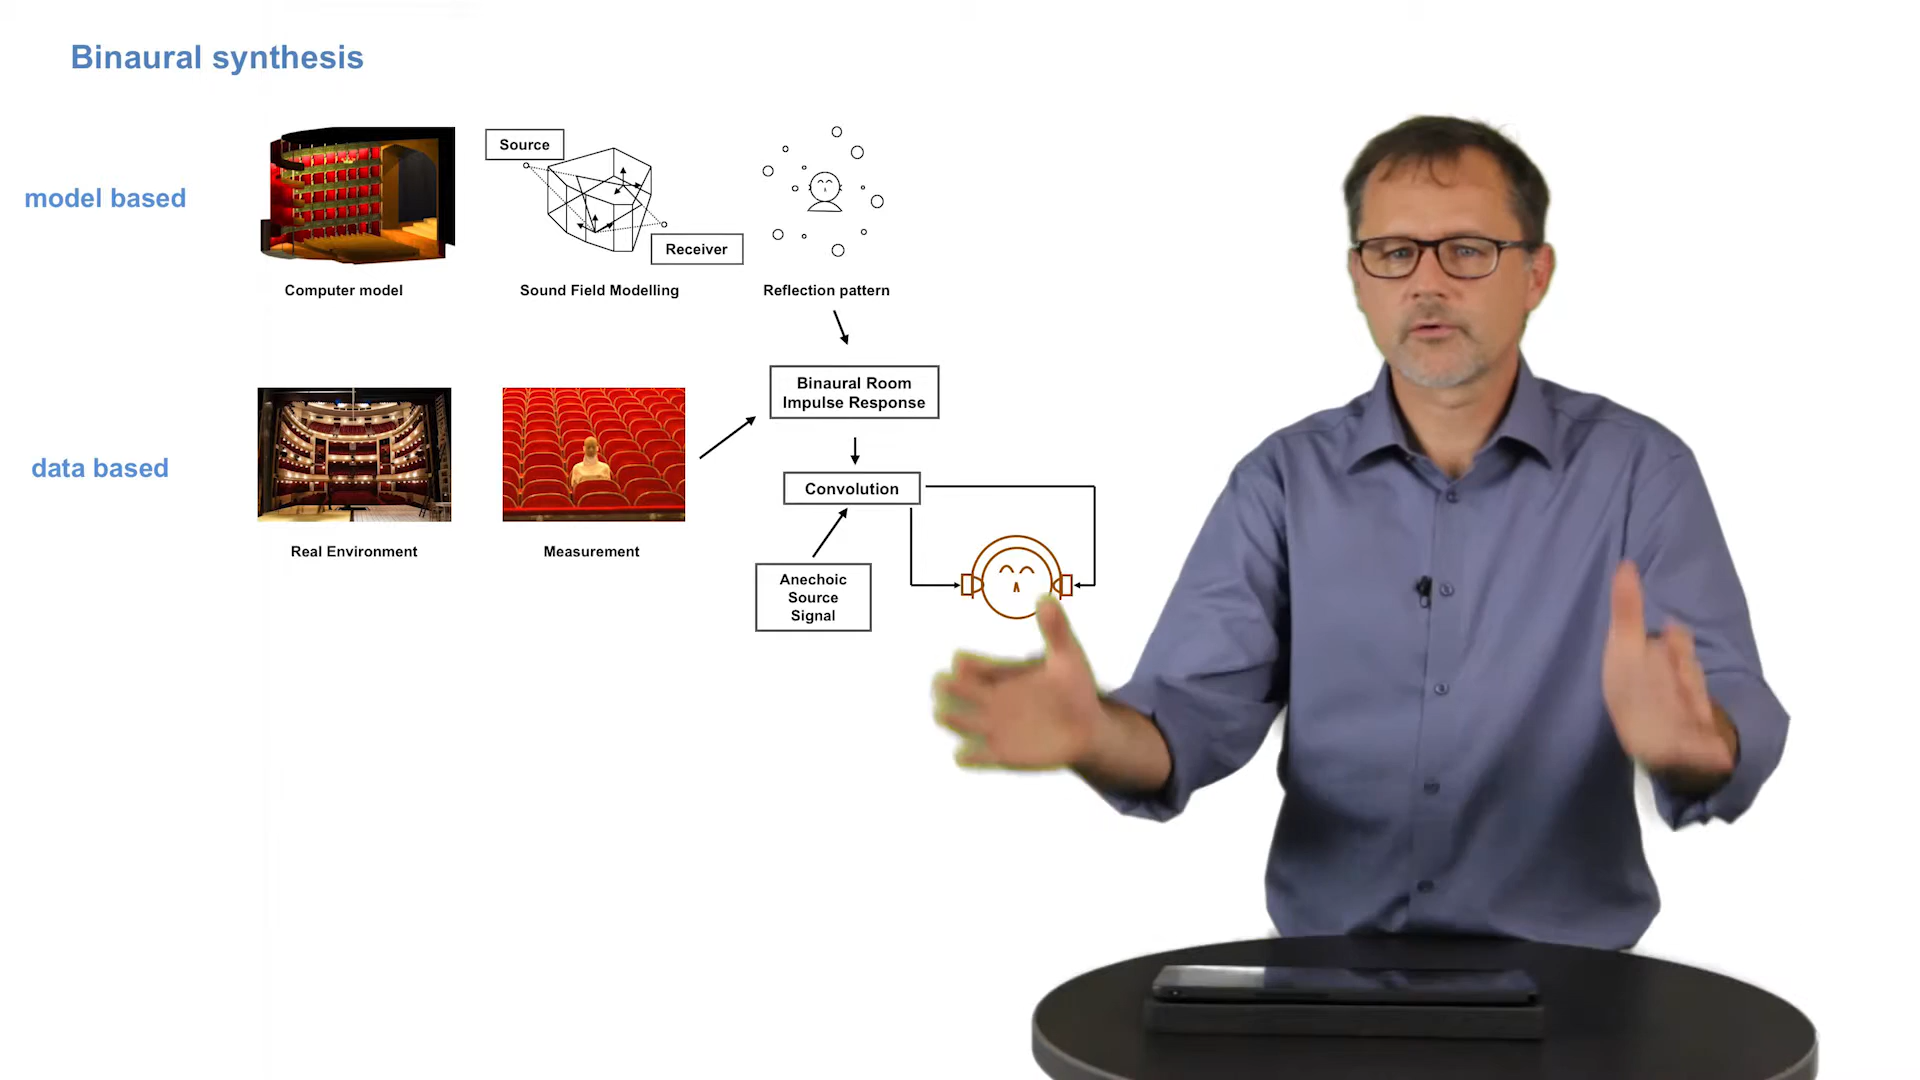 Binaural synthesis
model based
Source
Receiver
Computer model
Sound Field Modelling
Reflection pattern
Binaural Room
Impulse Response
data based
Convolution
Real Environment
Measurement
Anechoic
Source
Signal